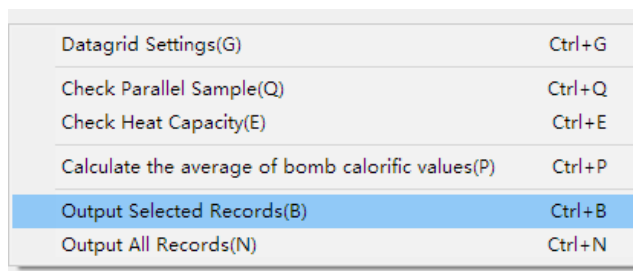 Datagrid Settings(G) Ctrl+G
Check Parallel Sample(Q) Ctrl+Q
Check Heat Capacity(E) Ctrl+E
Calculate the average of bomb calorific values(P) Ctrl+P
Output Selected Records(B) Ctrl+B
Output All Records(N) Ctrl+N